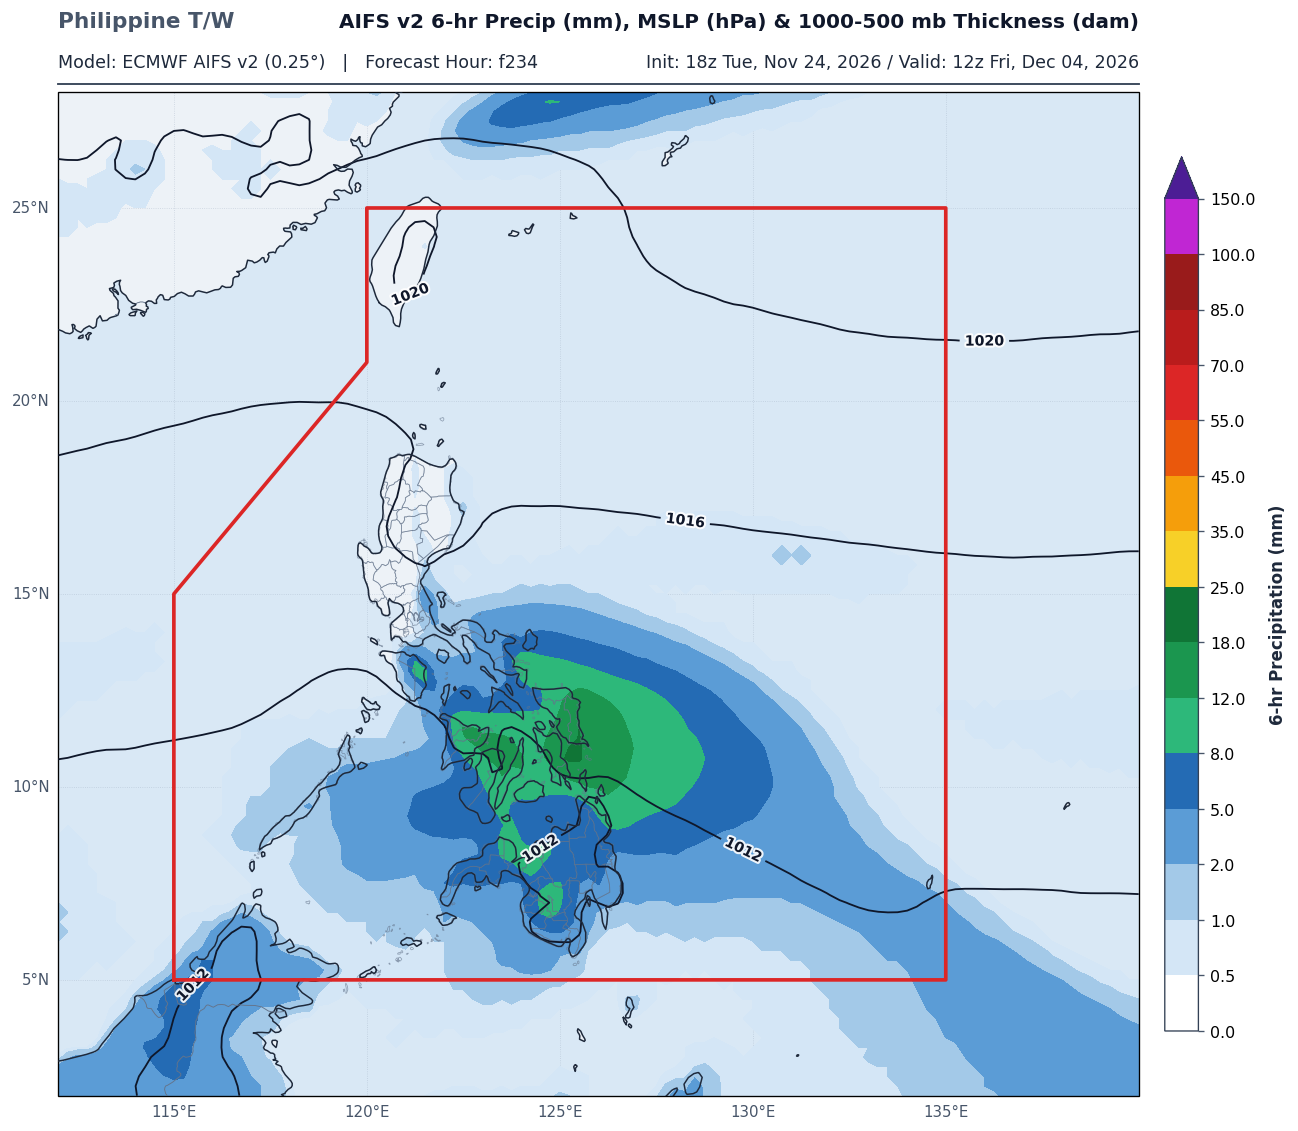 Philippine T/W
AIFS v2 6-hr Precip (mm), MSLP (hPa) & 1000-500 mb Thickness (dam)
Model: ECMWF AIFS v2 (0.25°) | Forecast Hour: f234
Init: 18z Tue, Nov 24, 2026 / Valid: 12z Fri, Dec 04, 2026
25°N
20°N
15°N
10°N
5°N
115°E
120°E
125°E
130°E
135°E
1020
1020
1016
1012
1012
1012
150.0
100.0
85.0
70.0
55.0
45.0
35.0
25.0
18.0
12.0
8.0
5.0
2.0
1.0
0.5
0.0
6-hr Precipitation (mm)